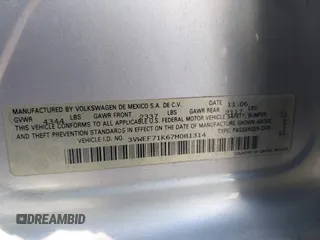 MANUFACTURED BY VOLKSWAGEN DE MEXICO S.A. DE C.V. DATE 11.06
GVWR 4344 LBS GAWR FRONT 2337 LBS GAWR REAR 2117 LBS
THIS VEHICLE CONFORMS TO ALL APPLICABLE U.S. FEDERAL MOTOR VEHICLE SAFETY, BUMPER
AND THEFT PREVENTION STANDARDS IN EFFECT ON THE DATE OF MANUFACTURE SHOWN ABOVE
VEHICLE I.D. NO. TYPE: PASSENGER CAR
DREAMBID